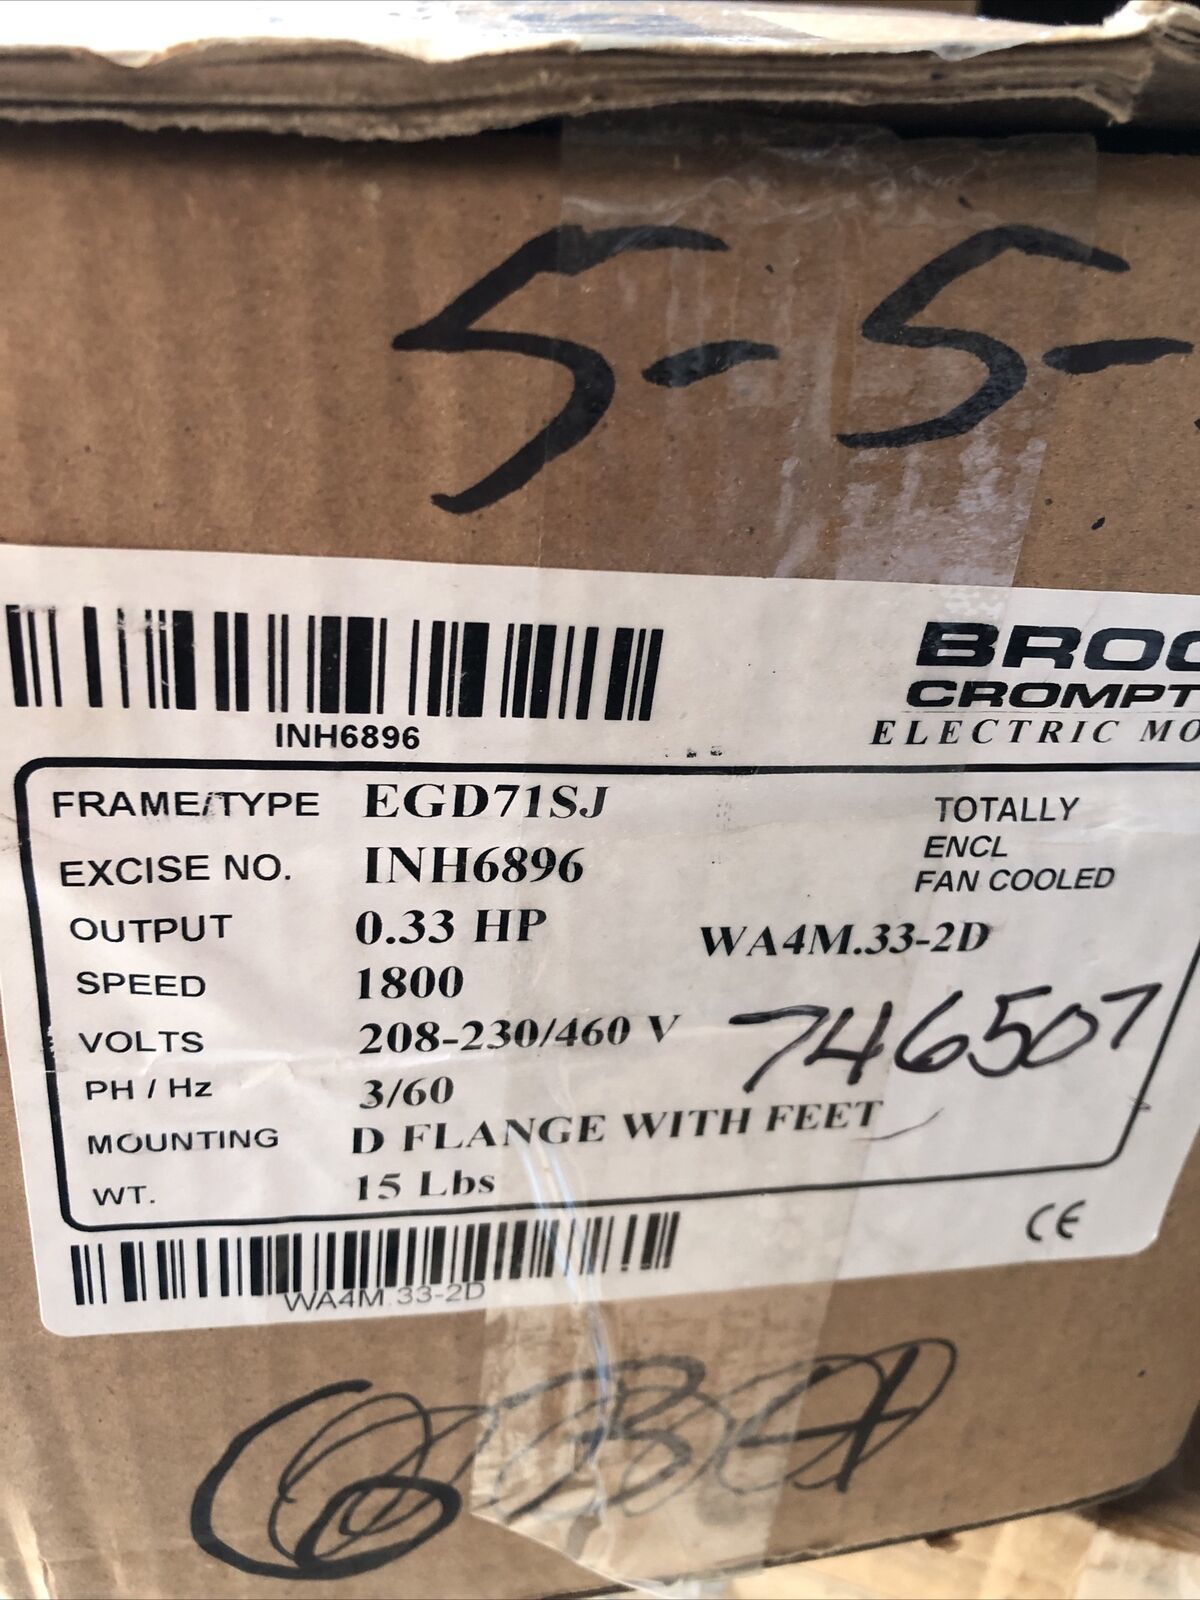 5-5-
INH6896
BROO
CROMPT
ELECTRIC MO
FRAME/TYPE EGD71SJ
TOTALLY
ENCL
FAN COOLED
EXCISE NO. INH6896
OUTPUT 0.33 HP WA4M.33-2D
SPEED 1800
VOLTS 208-230/460 V 746507
PH / Hz 3/60
MOUNTING D FLANGE WITH FEET
WT. 15 Lbs
CE
WA4M.33-2D